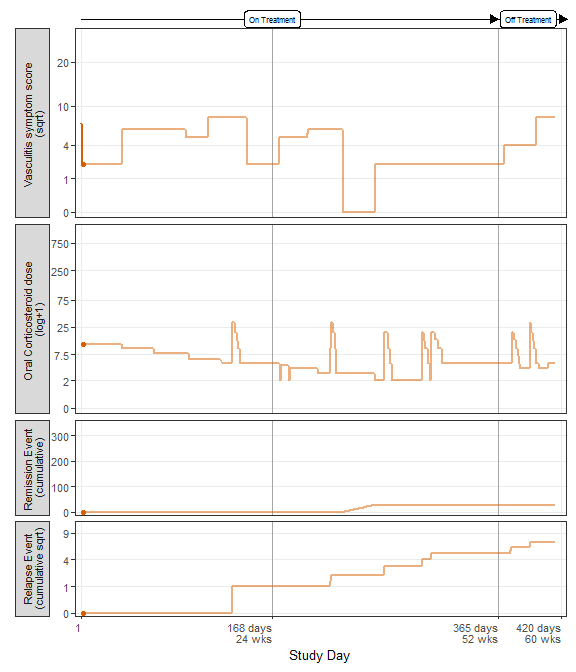 On Treatment
Off Treatment
Vasculitis symptom score
(sqrt)
20
10
4
1
0
Oral Corticosteroid dose
(log+1)
750
250
75
25
7.5
2
0
Remission Event
(cumulative)
300
200
100
0
Relapse Event
(cumulative sqrt)
9
4
1
0
1
168 days
24 wks
365 days
52 wks
420 days
60 wks
Study Day